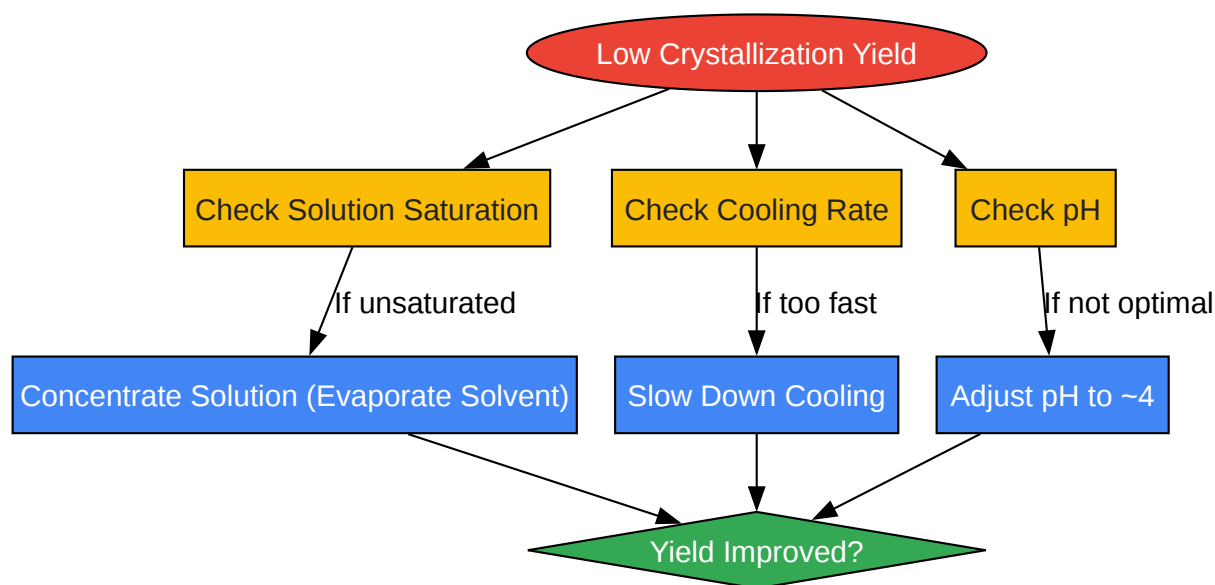 Low Crystallization Yield
Check Solution Saturation
Check Cooling Rate
Check pH
If unsaturated
If too fast
If not optimal
Concentrate Solution (Evaporate Solvent)
Slow Down Cooling
Adjust pH to ~4
Yield Improved?